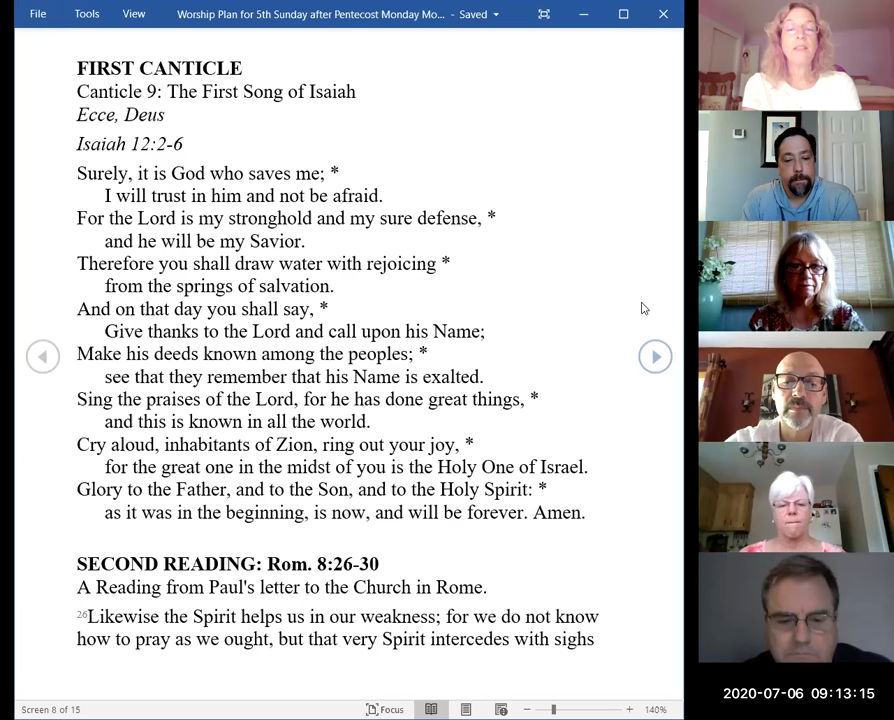 File Tools View Worship Plan for 5th Sunday after Pentecost Monday Mo... - Saved
FIRST CANTICLE
Canticle 9: The First Song of Isaiah
Ecce, Deus
Isaiah 12:2-6
Surely, it is God who saves me; *
I will trust in him and not be afraid.
For the Lord is my stronghold and my sure defense, *
and he will be my Savior.
Therefore you shall draw water with rejoicing *
from the springs of salvation.
And on that day you shall say, *
Give thanks to the Lord and call upon his Name;
Make his deeds known among the peoples; *
see that they remember that his Name is exalted.
Sing the praises of the Lord, for he has done great things, *
and this is known in all the world.
Cry aloud, inhabitants of Zion, ring out your joy, *
for the great one in the midst of you is the Holy One of Israel.
Glory to the Father, and to the Son, and to the Holy Spirit: *
as it was in the beginning, is now, and will be forever. Amen.
SECOND READING: Rom. 8:26-30
A Reading from Paul's letter to the Church in Rome.
26Likewise the Spirit helps us in our weakness; for we do not know
how to pray as we ought, but that very Spirit intercedes with sighs
Screen 8 of 15 Focus 140%
2020-07-06 09:13:15